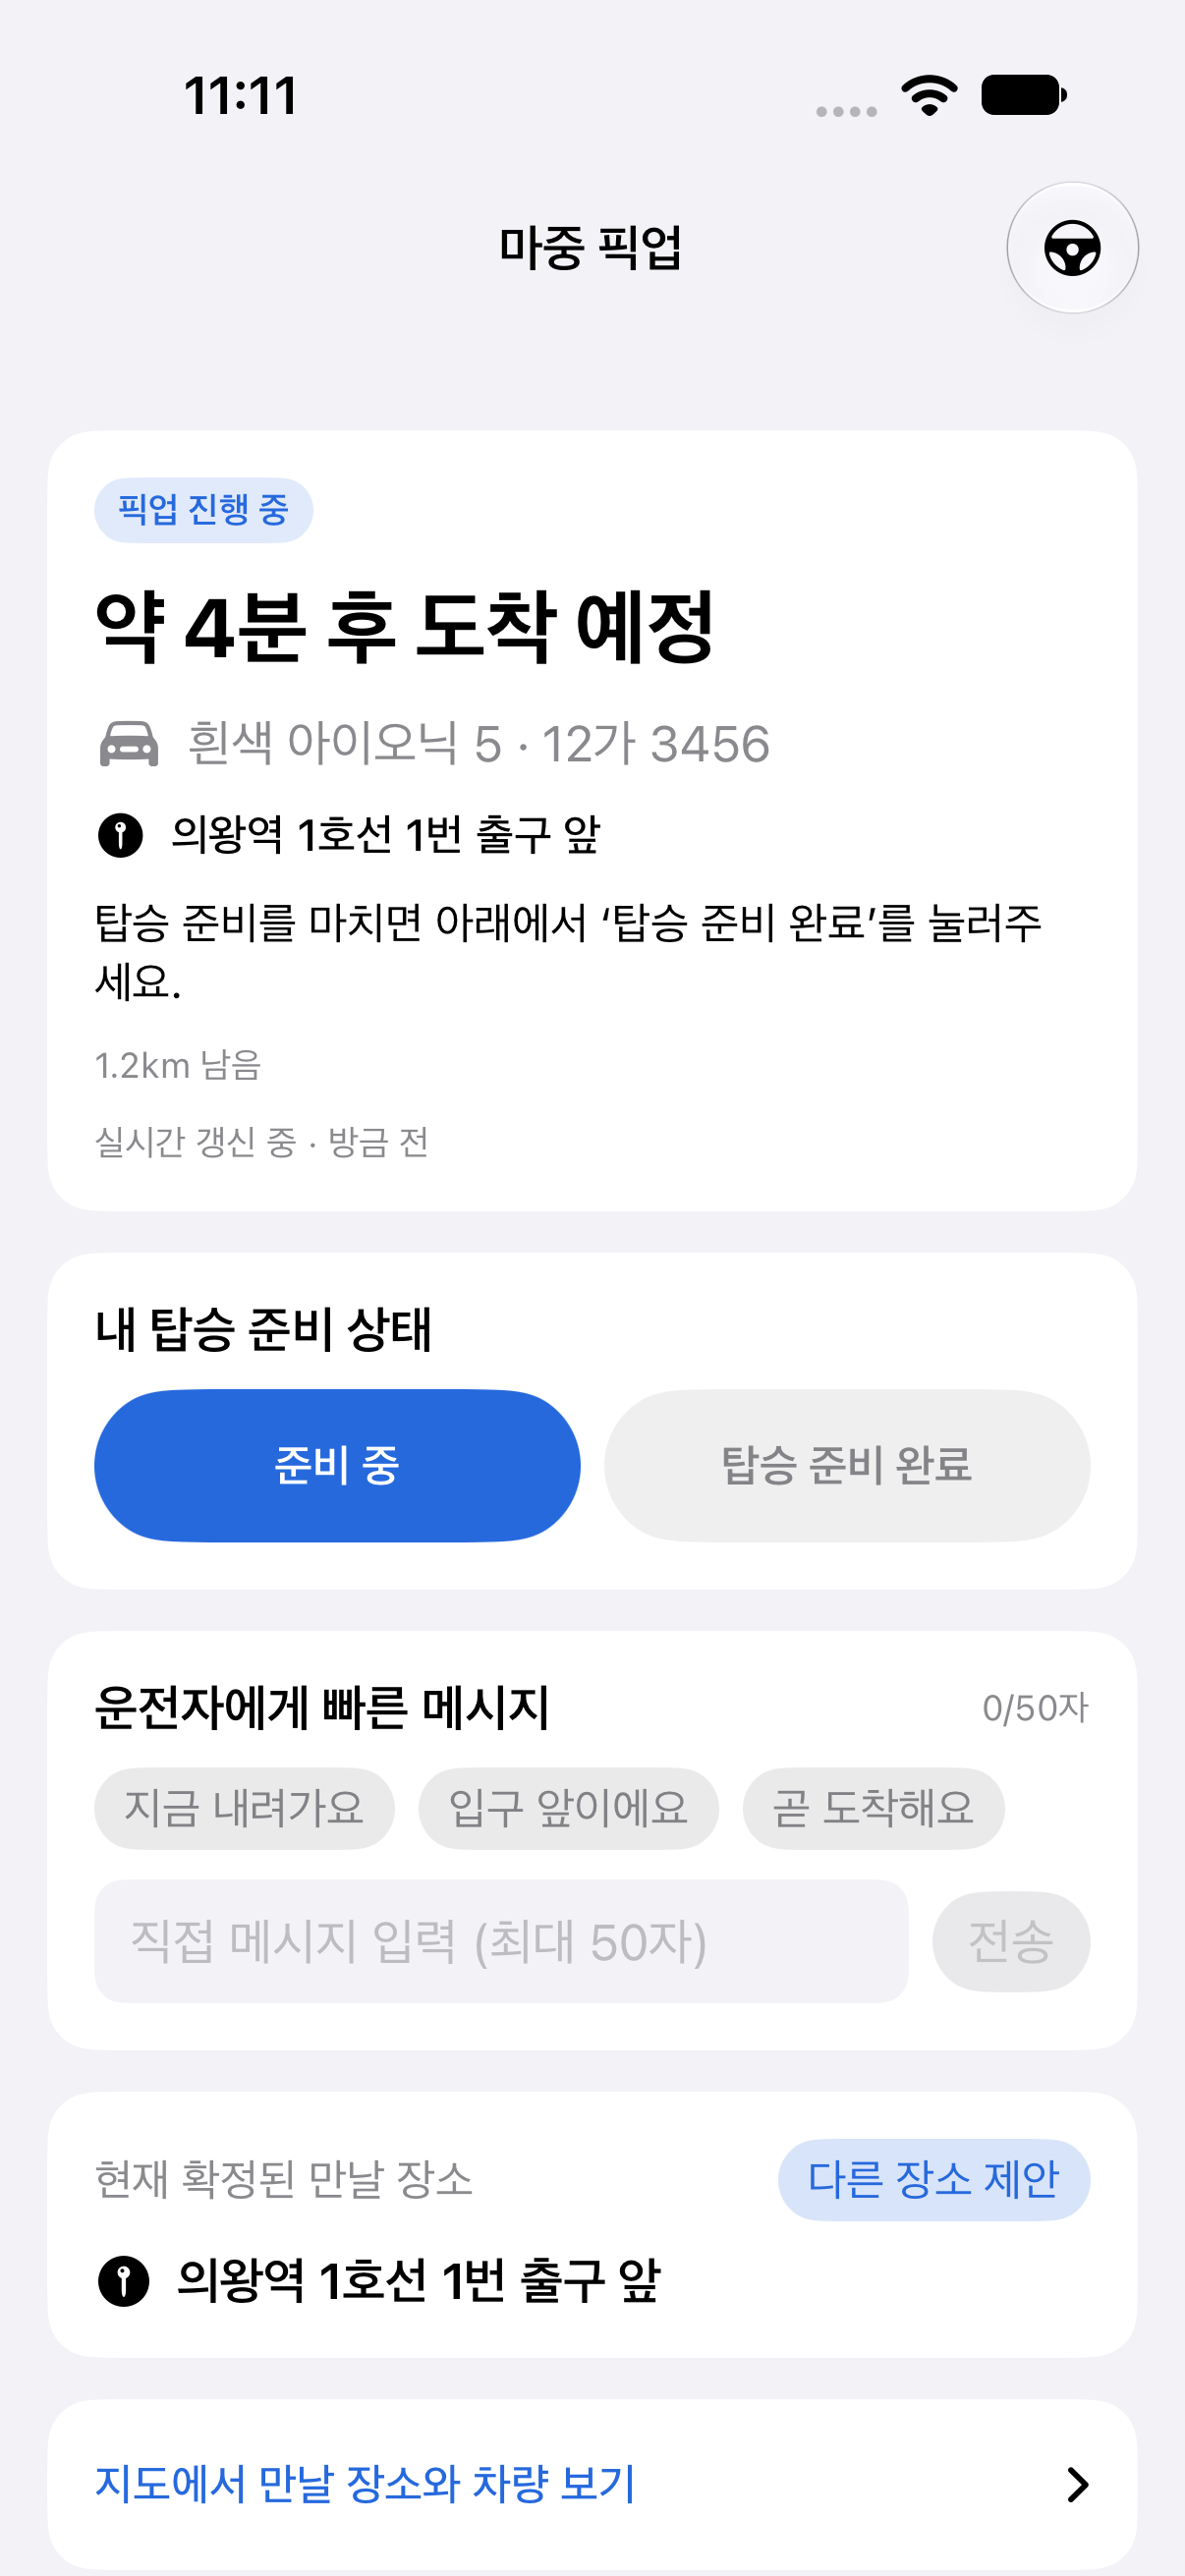 11:11
마중 픽업
픽업 진행 중
약 4분 후 도착 예정
흰색 아이오닉 5 · 12가 3456
의왕역 1호선 1번 출구 앞
탑승 준비를 마치면 아래에서 ‘탑승 준비 완료’를 눌러주
세요.
1.2km 남음
실시간 갱신 중 · 방금 전
내 탑승 준비 상태
준비 중
탑승 준비 완료
운전자에게 빠른 메시지
0/50자
지금 내려가요
입구 앞이에요
곧 도착해요
직접 메시지 입력 (최대 50자)
전송
현재 확정된 만날 장소
다른 장소 제안
의왕역 1호선 1번 출구 앞
지도에서 만날 장소와 차량 보기